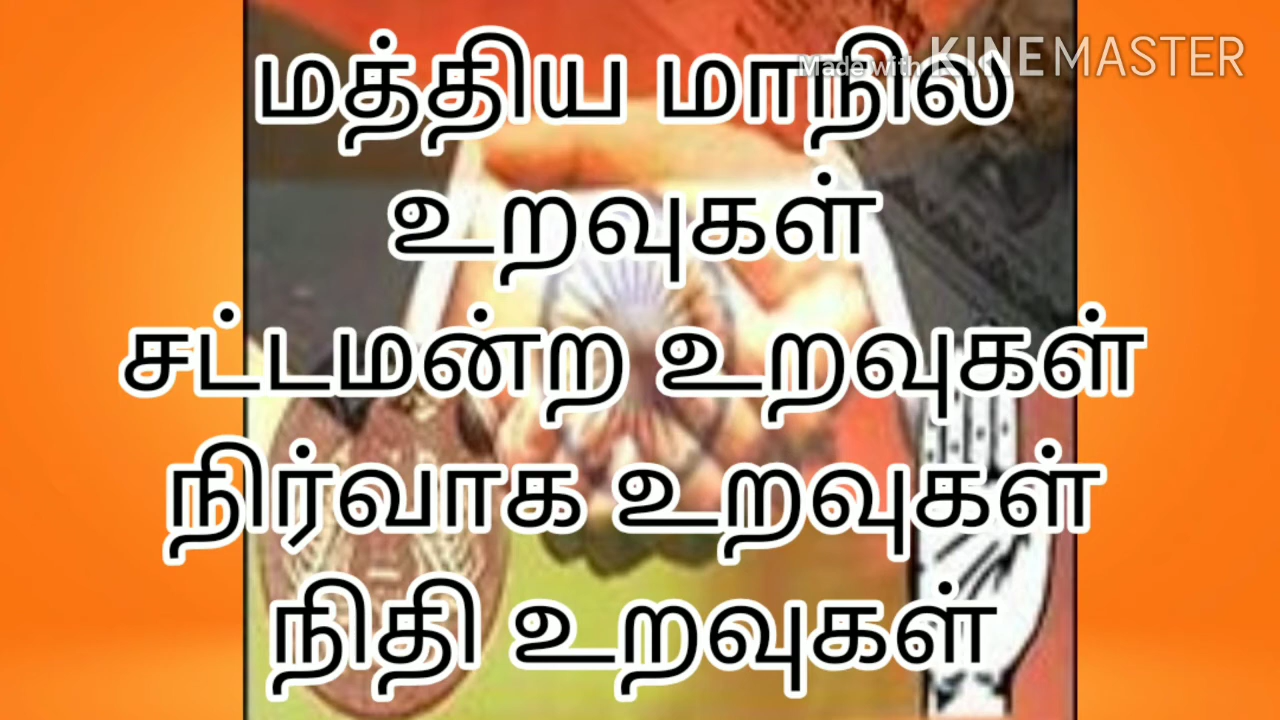 Made with KINEMASTER
மத்திய மாநில
உறவுகள்
சட்டமன்ற உறவுகள்
நிர்வாக உறவுகள்
நிதி உறவுகள்